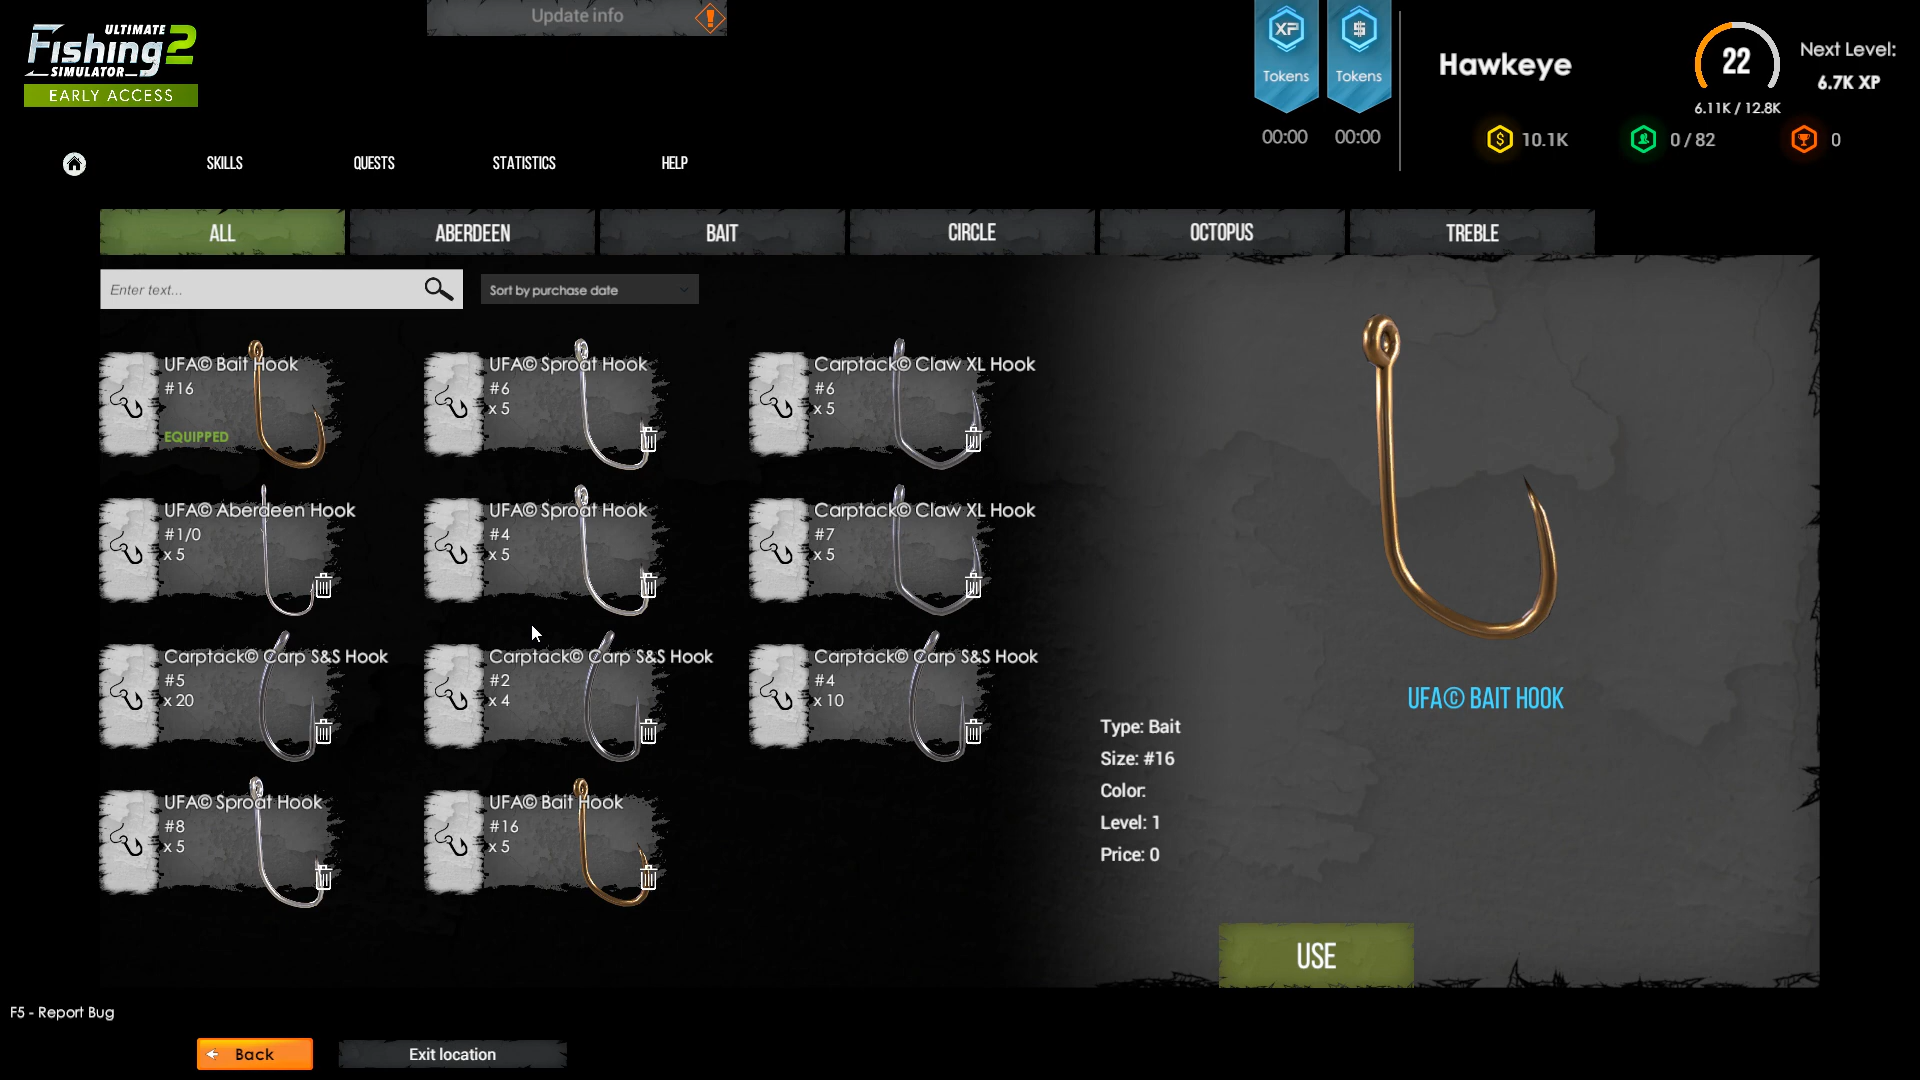 ULTIMATE
Fishing 2
SIMULATOR
EARLY ACCESS
Update info
XP
Tokens
00:00
$
Tokens
00:00
Hawkeye
22
6.11K / 12.8K
Next Level:
6.7K XP
10.1K
0 / 82
0
SKILLS
QUESTS
STATISTICS
HELP
ALL
ABERDEEN
BAIT
CIRCLE
OCTOPUS
TREBLE
Enter text...
Sort by purchase date
UFA© Bait Hook
#16
EQUIPPED
UFA© Sproat Hook
#6
x 5
Carptack© Claw XL Hook
#6
x 5
UFA© Aberdeen Hook
#1/0
x 5
UFA© Sproat Hook
#4
x 5
Carptack© Claw XL Hook
#7
x 5
Carptack© Carp S&S Hook
#5
x 20
Carptack© Carp S&S Hook
#2
x 4
Carptack© Carp S&S Hook
#4
x 10
UFA© Sproat Hook
#8
x 5
UFA© Bait Hook
#16
x 5
UFA© BAIT HOOK
Type: Bait
Size: #16
Color:
Level: 1
Price: 0
USE
F5 - Report Bug
Back
Exit location